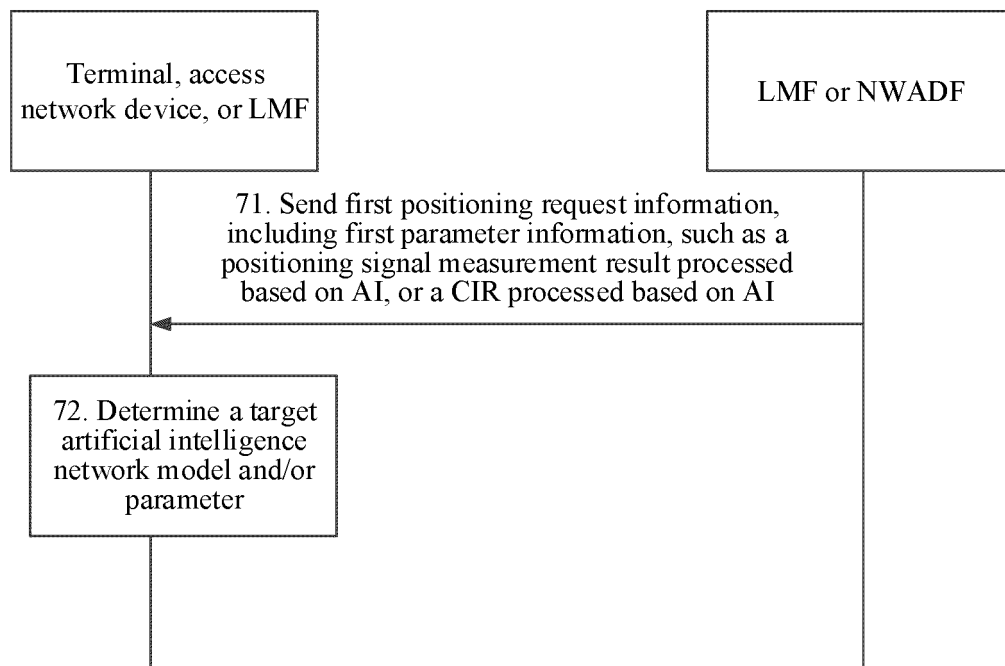 Terminal, access
network device, or LMF
LMF or NWADF
71. Send first positioning request information,
including first parameter information, such as a
positioning signal measurement result processed
based on AI, or a CIR processed based on AI
72. Determine a target
artificial intelligence
network model and/or
parameter